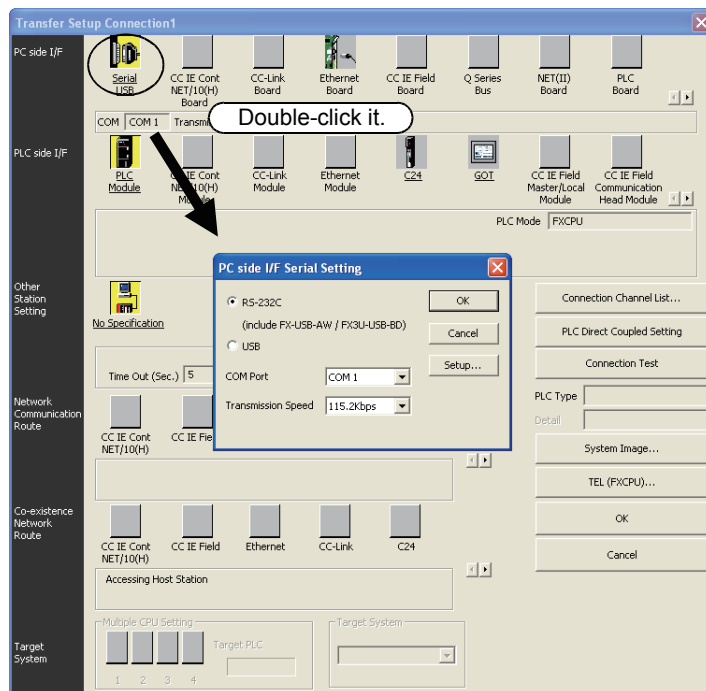 Transfer Setup Connection1
PC side I/F
Serial
USB
CC IE Cont
NET/10(H)
Board
CC-Link
Board
Ethernet
Board
CC IE Field
Board
Q Series
Bus
NET(II)
Board
PLC
Board
COM COM 1
Double-click it.
PLC side I/F
PLC
Module
CC IE Cont
CC-Link
Module
Ethernet
Module
C24
GOT
CC IE Field
Master/Local
Module
CC IE Field
Communication
Head Module
PLC Mode FXCPU
PC side I/F Serial Setting
RS-232C
(include FX-USB-AW / FX3U-USB-BD)
USB
COM Port COM 1
Transmission Speed 115.2Kbps
OK
Cancel
Setup...
Other
Station
Setting
No Specification
Time Out (Sec.) 5
Connection Channel List...
PLC Direct Coupled Setting
Connection Test
PLC Type
Detail
System Image...
TEL (FXCPU)...
OK
Cancel
Network
Communication
Route
CC IE Cont
NET/10(H)
CC IE
Co-existence
Network
Route
CC IE Cont
NET/10(H)
CC IE Field
Ethernet
CC-Link
C24
Accessing Host Station
Target
System
Multiple CPU Setting
Target PLC
1 2 3 4
Target System